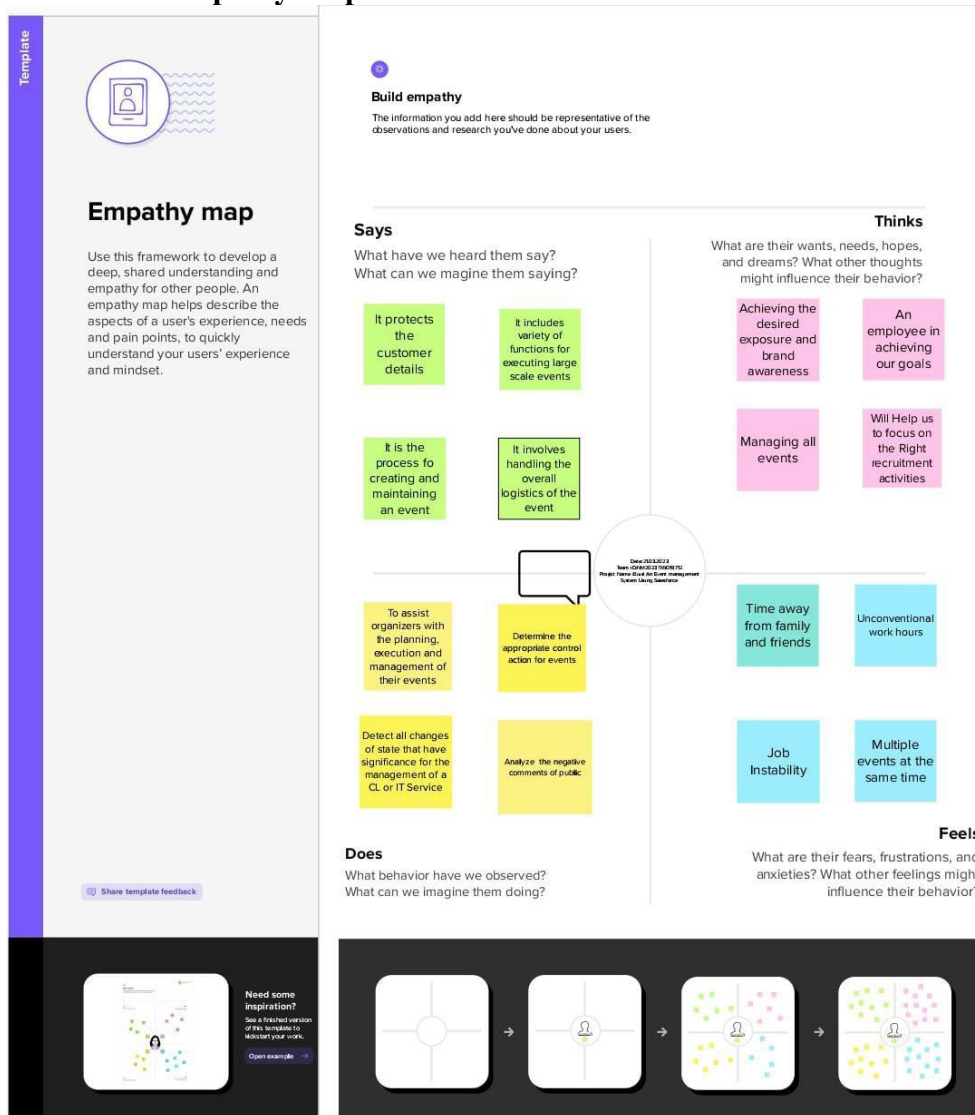 Template
Empathy map
Use this framework to develop a
deep, shared understanding and
empathy for other people. An
empathy map helps describe the
aspects of a user's experience, needs
and pain points, to quickly
understand your users' experience
and mindset.
Share template feedback
Build empathy
The information you add here should be representative of the
observations and research you've done about your users.
Says
What have we heard them say?
What can we magine them saying?
It protects
the
customer
details
It includes
variety of
functions for
executing large
scale events
It is the
process fo
creating and
maintaining
an event
It involves
handling the
overall
logistics of the
event
Thinks
What are their wants, needs, hopes,
and dreams? What other thoughts
might influence their behavior?
Achieving the
desired
exposure and
brand
awareness
An
employee in
achieving
our goals
Managing all
events
Will Help us
to focus on
the Right
recruitment
activities
Project Name : An Event management
System Using Salesforce
To assist
organizers with
the planning,
execution and
management of
their events
Determine the
appropriate control
action for events
Detect all changes
of state that have
significance for the
management of a
CL or IT Service
Analyze the negative
comments of public
Does
What behavior have we observed?
What can we imagine them doing?
Time away
from family
and friends
Unconventional
work hours
Job
Instability
Multiple
events at the
same time
Feels
What are their fears, frustrations, and
anxieties? What other feelings migh
influence their behavior?
Need some
inspiration?
See a finished version
of this template to
kickstart your work.
Open example